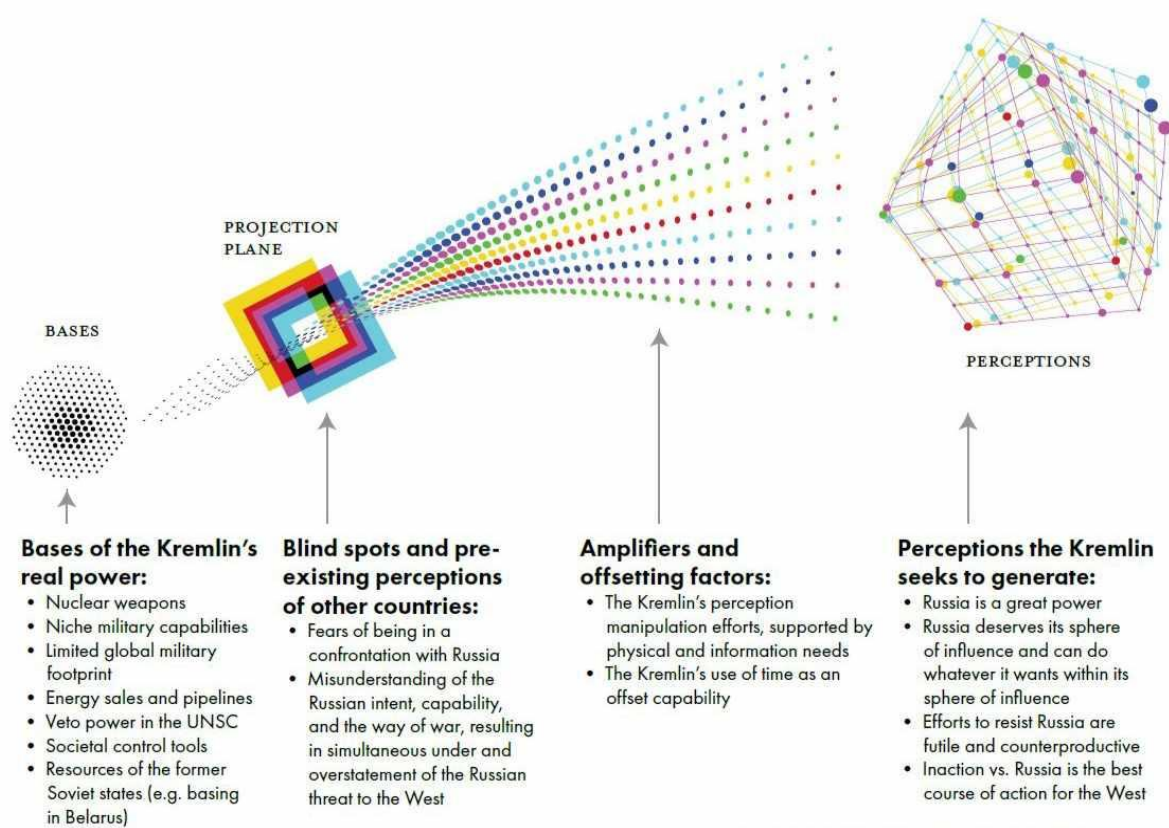 PROJECTION
PLANE
BASES
PERCEPTIONS
Bases of the Kremlin's
real power:
• Nuclear weapons
• Niche military capabilities
• Limited global military
footprint
• Energy sales and pipelines
• Veto power in the UNSC
• Societal control tools
• Resources of the former
Soviet states (e.g. basing
in Belarus)
Blind spots and pre-
existing perceptions
of other countries:
• Fears of being in a
confrontation with Russia
• Misunderstanding of the
Russian intent, capability,
and the way of war, resulting
in simultaneous under and
overstatement of the Russian
threat to the West
Amplifiers and
offsetting factors:
• The Kremlin's perception
manipulation efforts, supported by
physical and information needs
• The Kremlin's use of time as an
offset capability
Perceptions the Kremlin
seeks to generate:
• Russia is a great power
• Russia deserves its sphere
of influence and can do
whatever it wants within its
sphere of influence
• Efforts to resist Russia are
futile and counterproductive
• Inaction vs. Russia is the best
course of action for the West